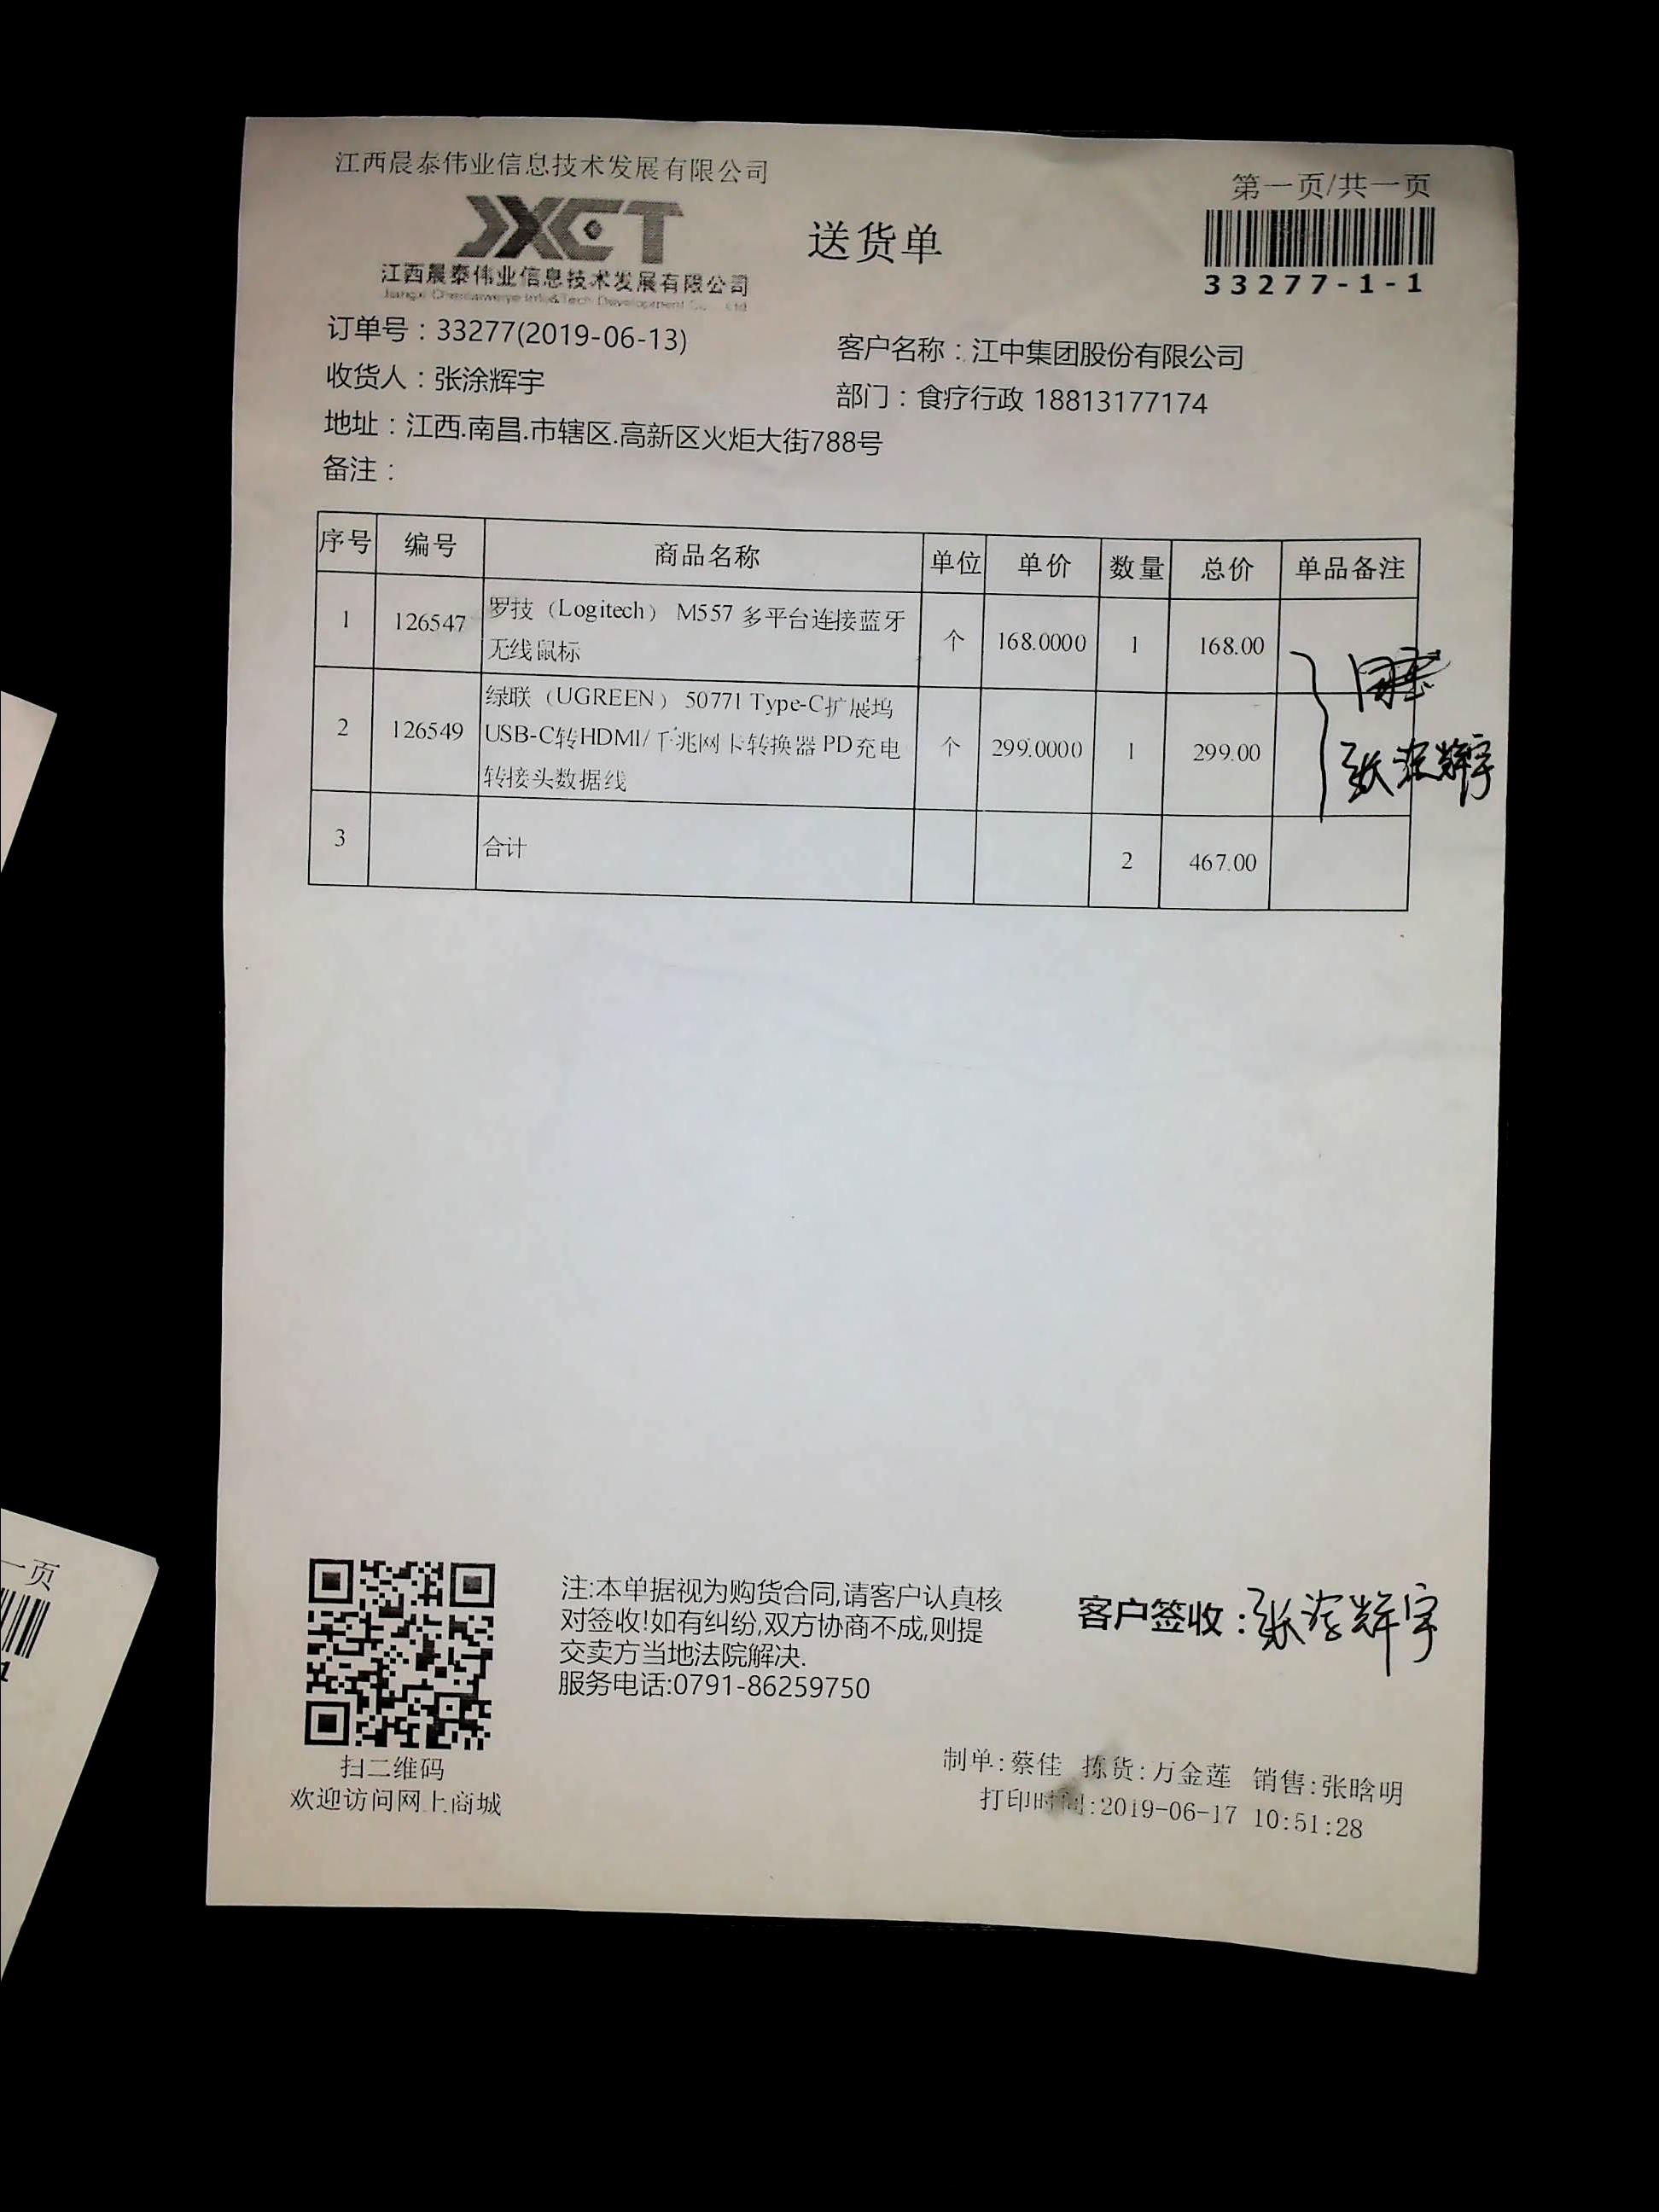 江西晨泰伟业信息技术发展有限公司
第一页/共一页
JXCT
送货单
江西晨泰伟业信息技术发展有限公司
33277-1-1
订单号：33277(2019-06-13)
客户名称：江中集团股份有限公司
收货人：张涂辉宇
部门：食疗行政 18813177174
地址：江西.南昌.市辖区.高新区火炬大街788号
备注：
序号 编号 商品名称 单位 单价 数量 总价 单品备注
1 126547 罗技（Logitech） M557 多平台连接蓝牙
无线鼠标 个 168.0000 1 168.00
2 126549 绿联（UGREEN） 50771 Type-C扩展坞
USB-C转HDMI/千兆网卡转换器 PD充电 个 299.0000 1 299.00
转接头数据线
张涂辉宇
3 合计 2 467.00
注:本单据视为购货合同,请客户认真核
对签收!如有纠纷,双方协商不成,则提
交卖方当地法院解决.
服务电话:0791-86259750
客户签收：张涂辉宇
扫二维码
欢迎访问网上商城
制单:蔡佳 拣货:万金莲 销售:张晗明
打印时间:2019-06-17 10:51:28
一页
1